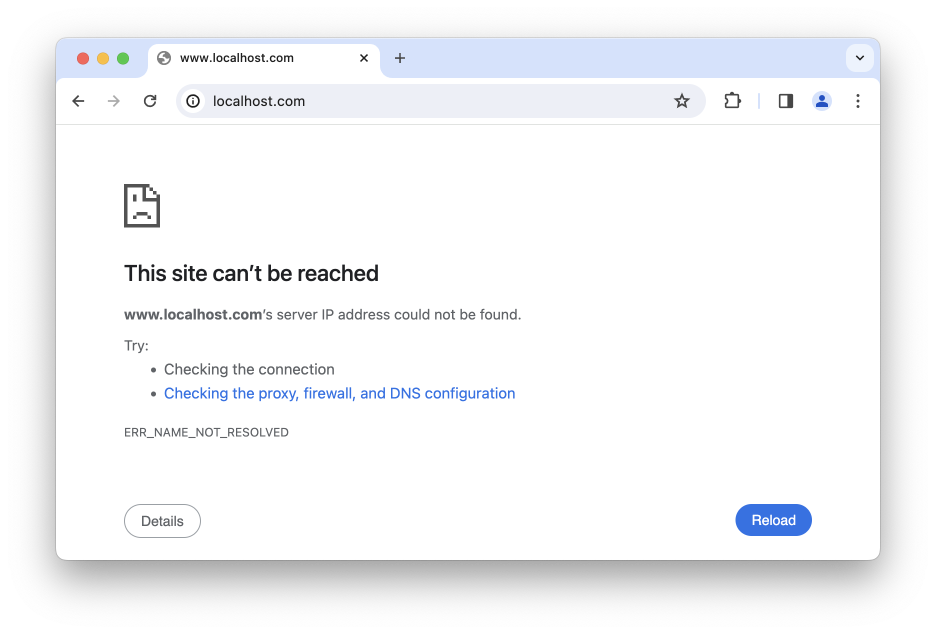 www.localhost.com
localhost.com
This site can’t be reached
www.localhost.com’s server IP address could not be found.
Try:
• Checking the connection
• Checking the proxy, firewall, and DNS configuration
ERR_NAME_NOT_RESOLVED
Details
Reload